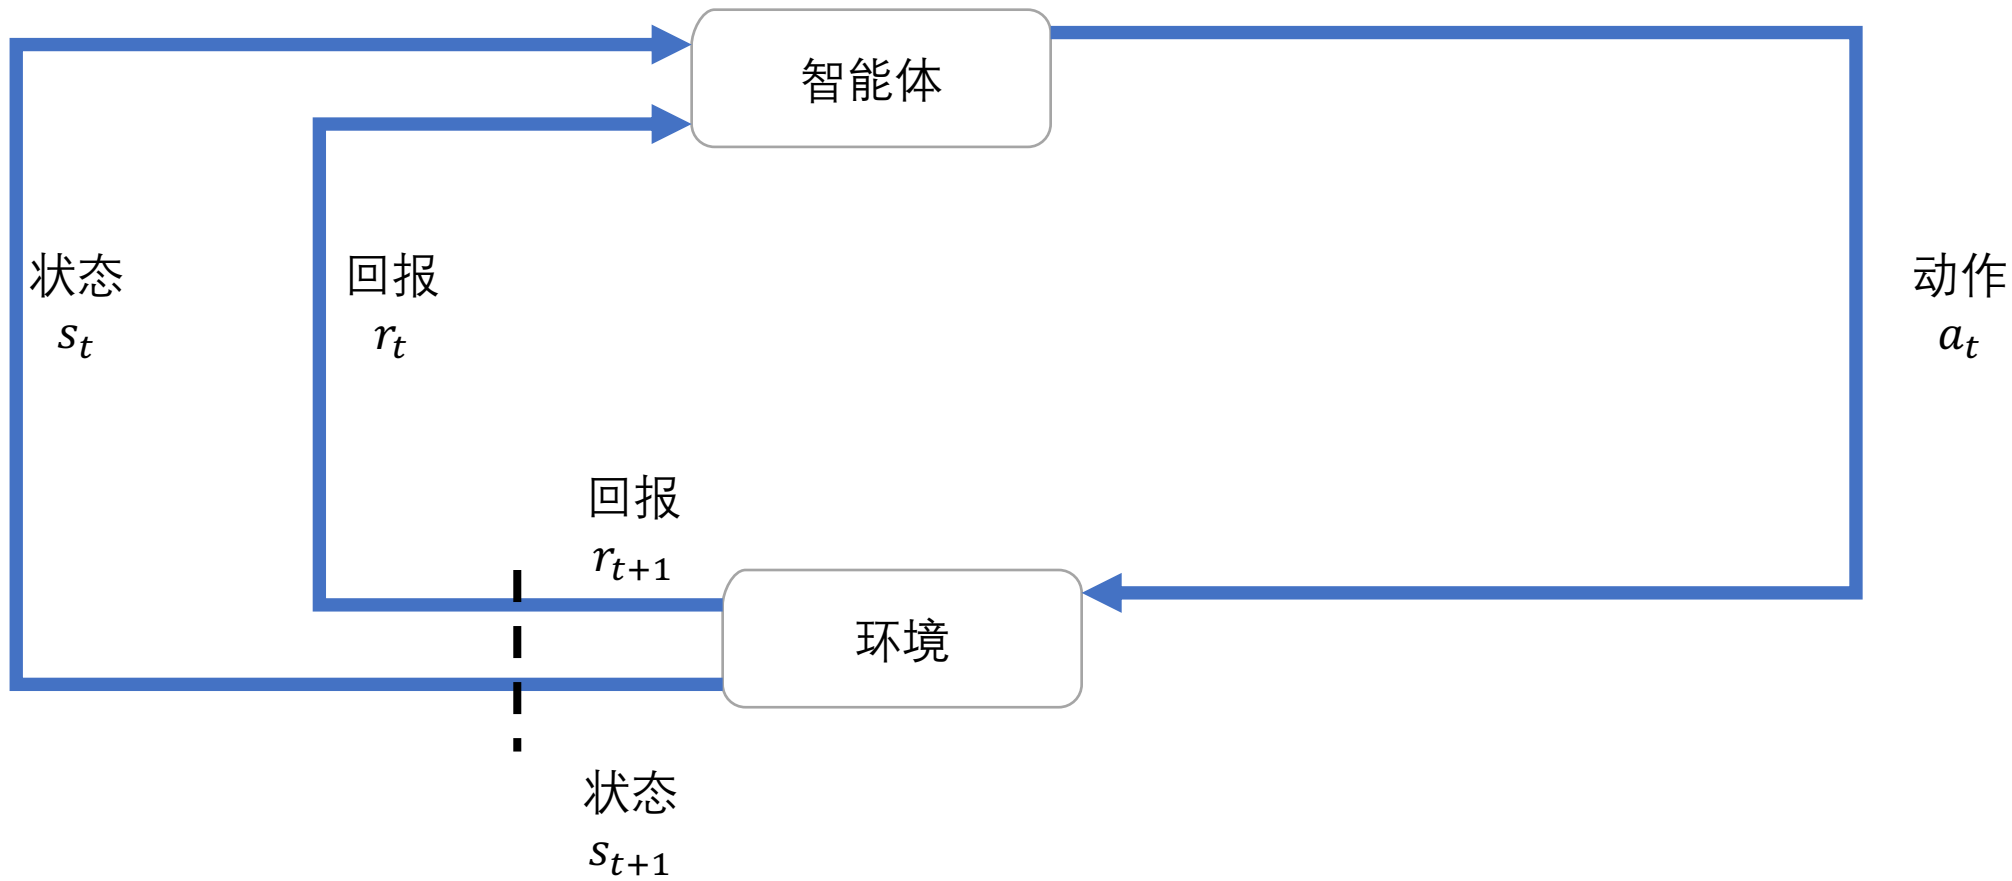 智能体
状态
s_t
回报
r_t
动作
a_t
回报
r_{t+1}
环境
状态
s_{t+1}